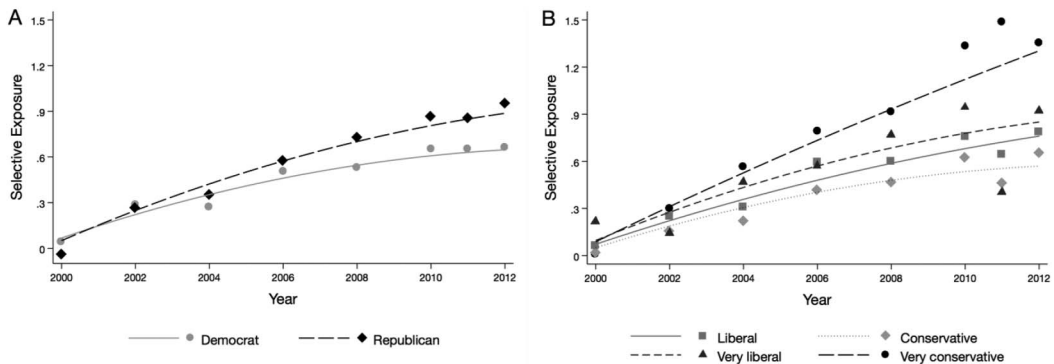 A
Selective Exposure
1.5
1.2
.9
.6
.3
0
2000 2002 2004 2006 2008 2010 2012
Year
Democrat Republican
B
Selective Exposure
1.5
1.2
.9
.6
.3
0
2000 2002 2004 2006 2008 2010 2012
Year
Liberal Conservative
Very liberal Very conservative